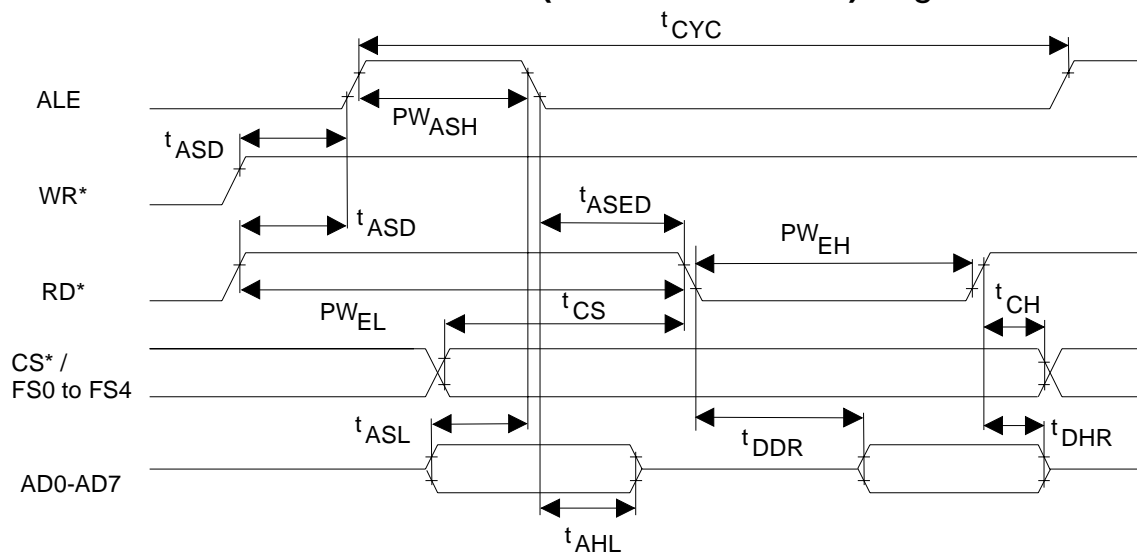 tCYC
ALE
PWASH
tASD
WR*
tASED
tASD
PWEH
RD*
PWEL
tCS
tCH
CS* /
FS0 to FS4
tASL
tDDR
tDHR
AD0-AD7
tAHL